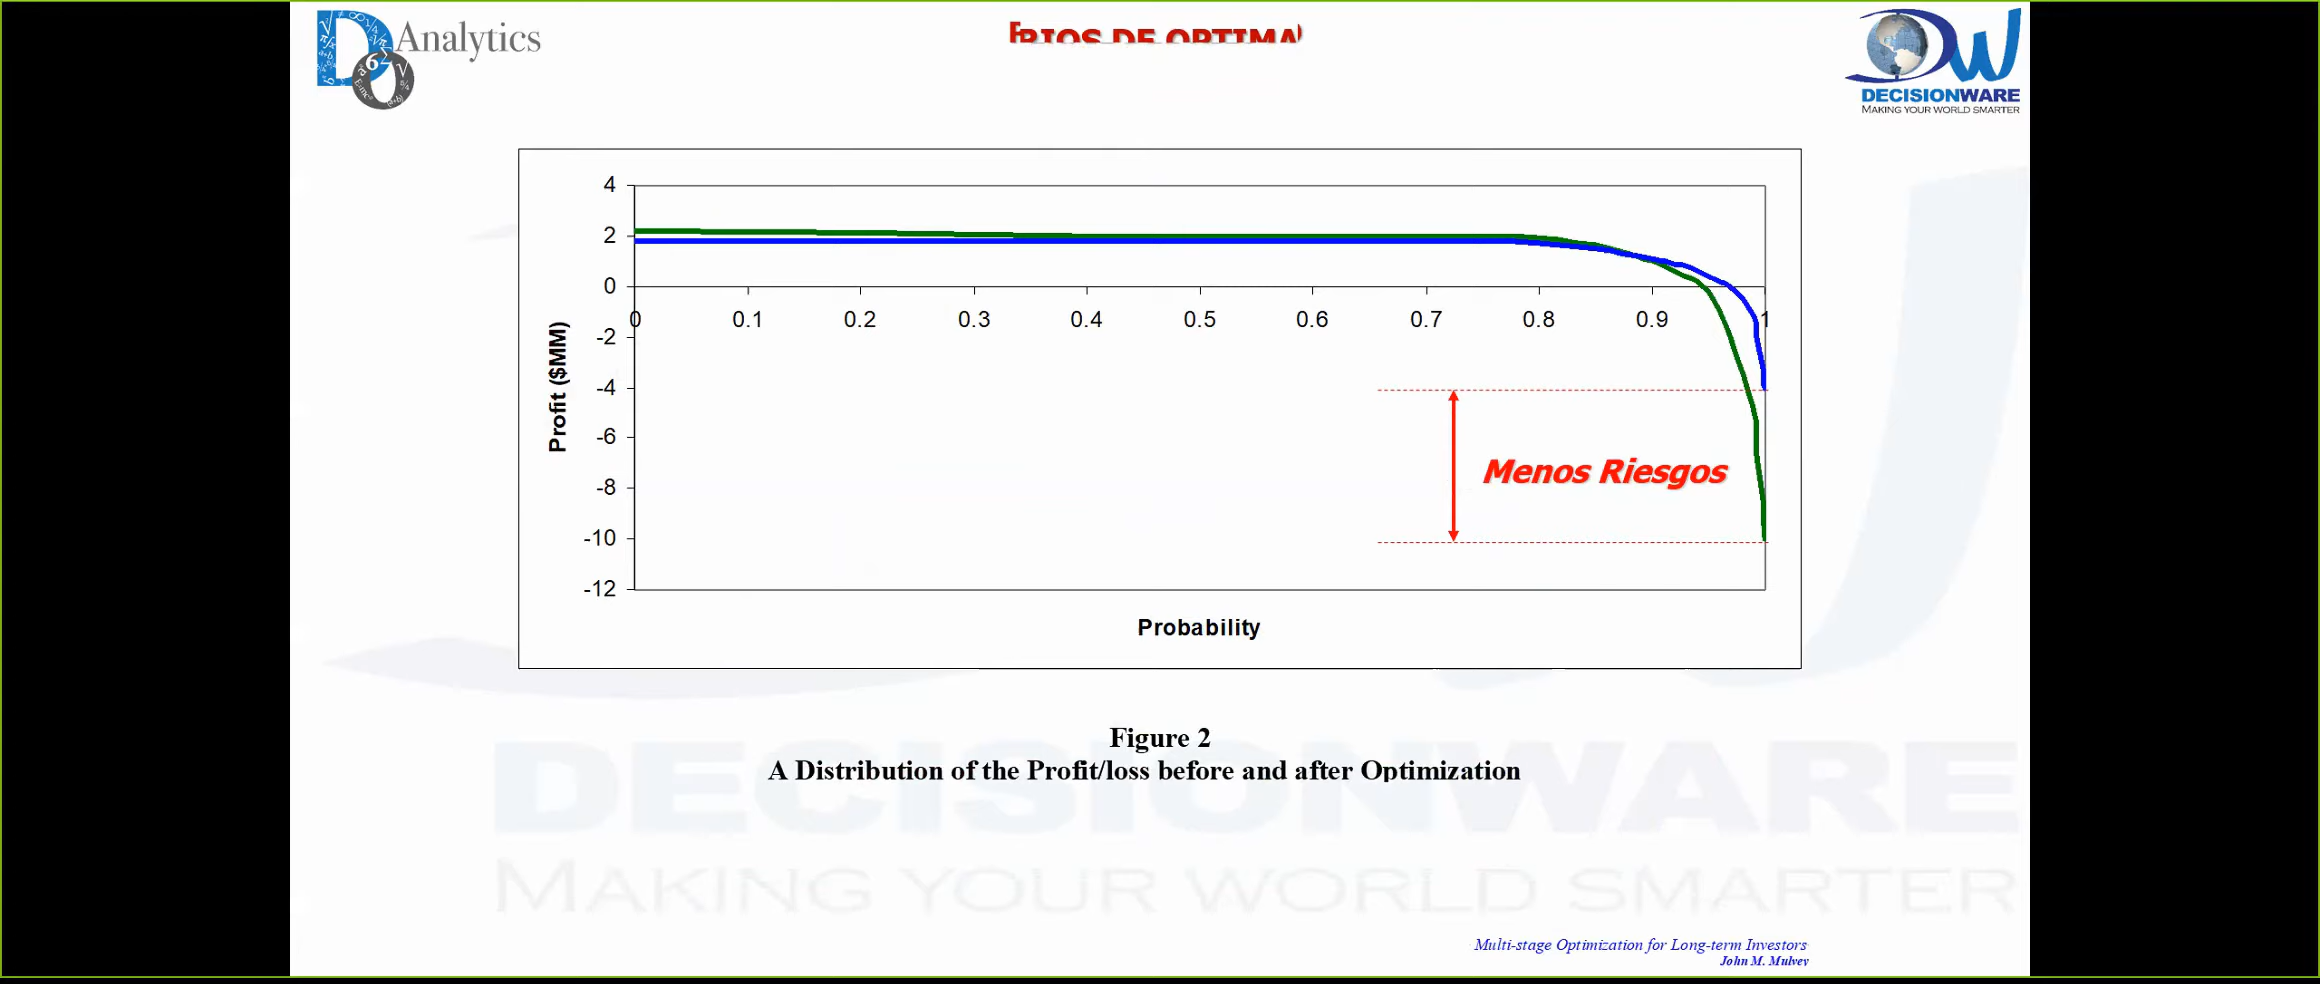 Analytics
RIOS DE OPTIMA
DECISIONWARE
MAKING YOUR WORLD SMARTER
4
2
0
-2
-4
-6
-8
-10
-12
0 0.1 0.2 0.3 0.4 0.5 0.6 0.7 0.8 0.9 1
Profit ($MM)
Menos Riesgos
Probability
Figure 2
A Distribution of the Profit/loss before and after Optimization
DECISIONWARE
MAKING YOUR WORLD SMARTER
Multi-stage Optimization for Long-term Investors
John M. Mulvey